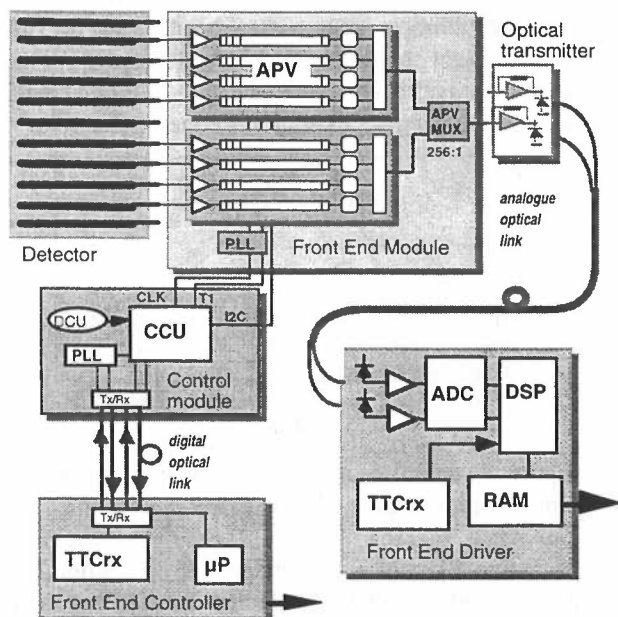 Optical
transmitter
APV
APV
MUX
256:1
PLL
Front End Module
Detector
analogue
optical
link
CLK
T1
I2C
DCU
CCU
PLL
Control
module
Tx/Rx
digital
optical
link
ADC
DSP
TTCrx
RAM
Front End Driver
Tx/Rx
TTCrx
µP
Front End Controller